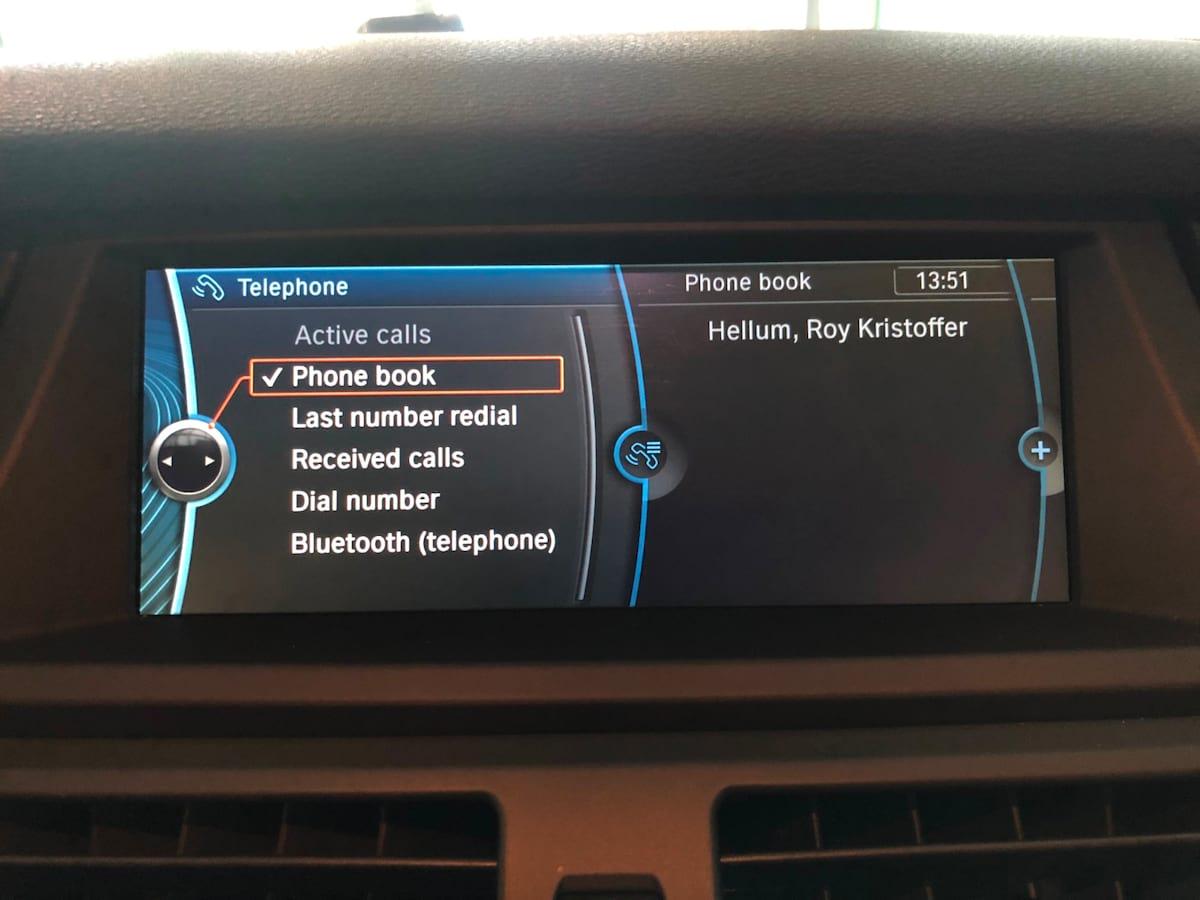 Telephone
Active calls
✓ Phone book
Last number redial
Received calls
Dial number
Bluetooth (telephone)
Phone book
13:51
Hellum, Roy Kristoffer